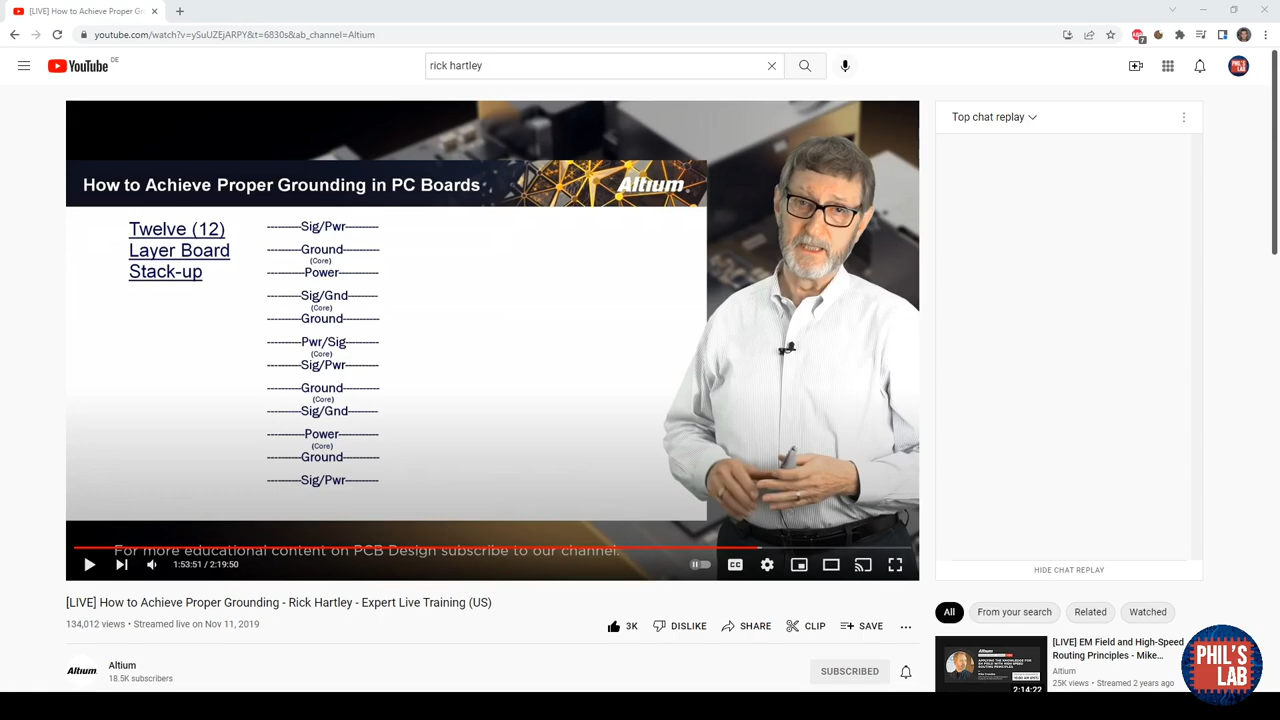 [LIVE] How to Achieve Proper Gro
youtube.com/watch?v=ySuUZEjARPY&t=6830s&ab_channel=Altium
7
YouTube DE
rick hartley
PHIL'S LAB
How to Achieve Proper Grounding in PC Boards
Altium
Twelve (12)
Layer Board
Stack-up
----------Sig/Pwr----------
----------Ground----------
(Core)
----------Power----------
---------Sig/Gnd---------
(Core)
----------Ground----------
---------Pwr/Sig---------
(Core)
---------Sig/Pwr---------
----------Ground----------
(Core)
---------Sig/Gnd---------
----------Power----------
(Core)
----------Ground----------
---------Sig/Pwr---------
For more educational content on PCB Design subscribe to our channel.
1:53:51 / 2:19:50
CC
Top chat replay
HIDE CHAT REPLAY
[LIVE] How to Achieve Proper Grounding - Rick Hartley - Expert Live Training (US)
134,012 views • Streamed live on Nov 11, 2019
3K DISLIKE SHARE CLIP SAVE
Altium
Altium
18.5K subscribers
SUBSCRIBED
All From your search Related Watched
[LIVE] EM Field and High-Speed
Routing Principles - Mike...
Altium
25K views • Streamed 2 years ago
2:14:22
PHIL'S
LAB